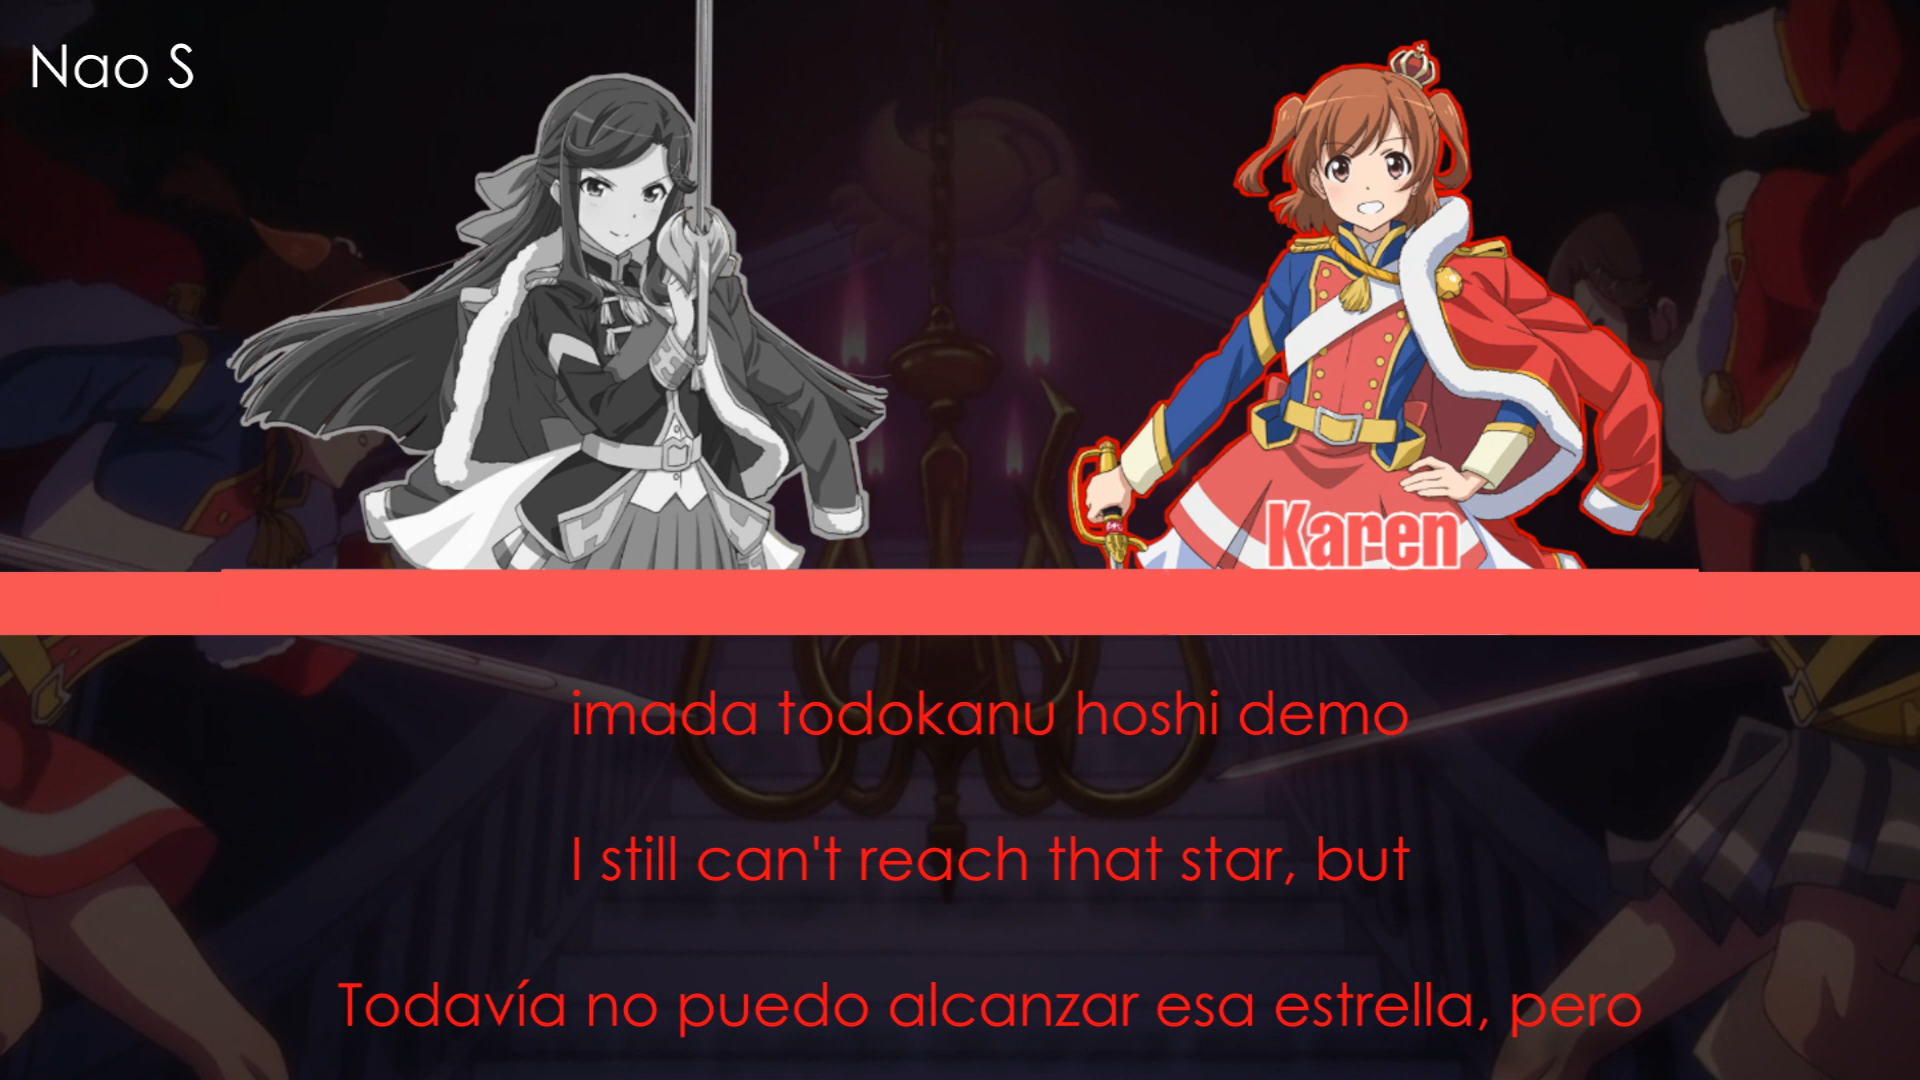 Nao S
Karen
imada todokanu hoshi demo
I still can't reach that star, but
Todavía no puedo alcanzar esa estrella, pero